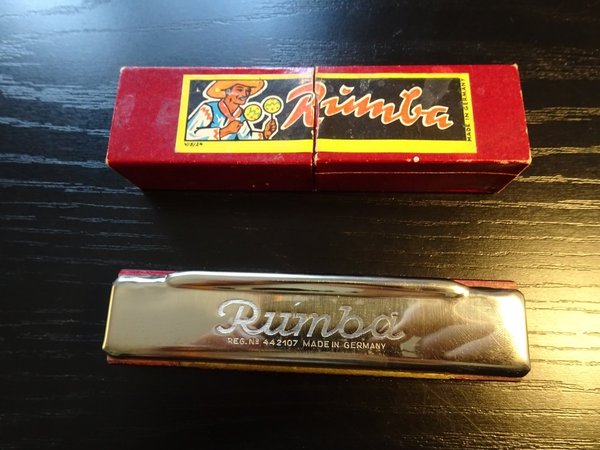 Rumba
MADE IN GERMANY
Rumba
REG. Nº 442107 MADE IN GERMANY